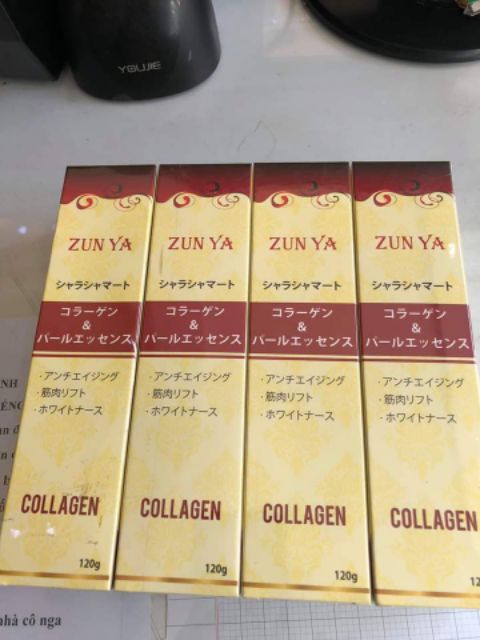 YOUJIE
ZUN YA
シャラシャマート
コラーゲン
&
パールエッセンス
・アンチエイジング
・筋肉リフト
・ホワイトナース
COLLAGEN
120g
ZUN YA
シャラシャマート
コラーゲン
&
パールエッセンス
・アンチエイジング
・筋肉リフト
・ホワイトナース
COLLAGEN
120g
ZUN YA
シャラシャマート
コラーゲン
&
パールエッセンス
・アンチエイジング
・筋肉リフト
・ホワイトナース
COLLAGEN
120g
ZUN YA
シャラシャマート
コラーゲン
&
パールエッセンス
・アンチエイジング
・筋肉リフト
・ホワイトナース
COLLAGEN
12
nhà cô nga